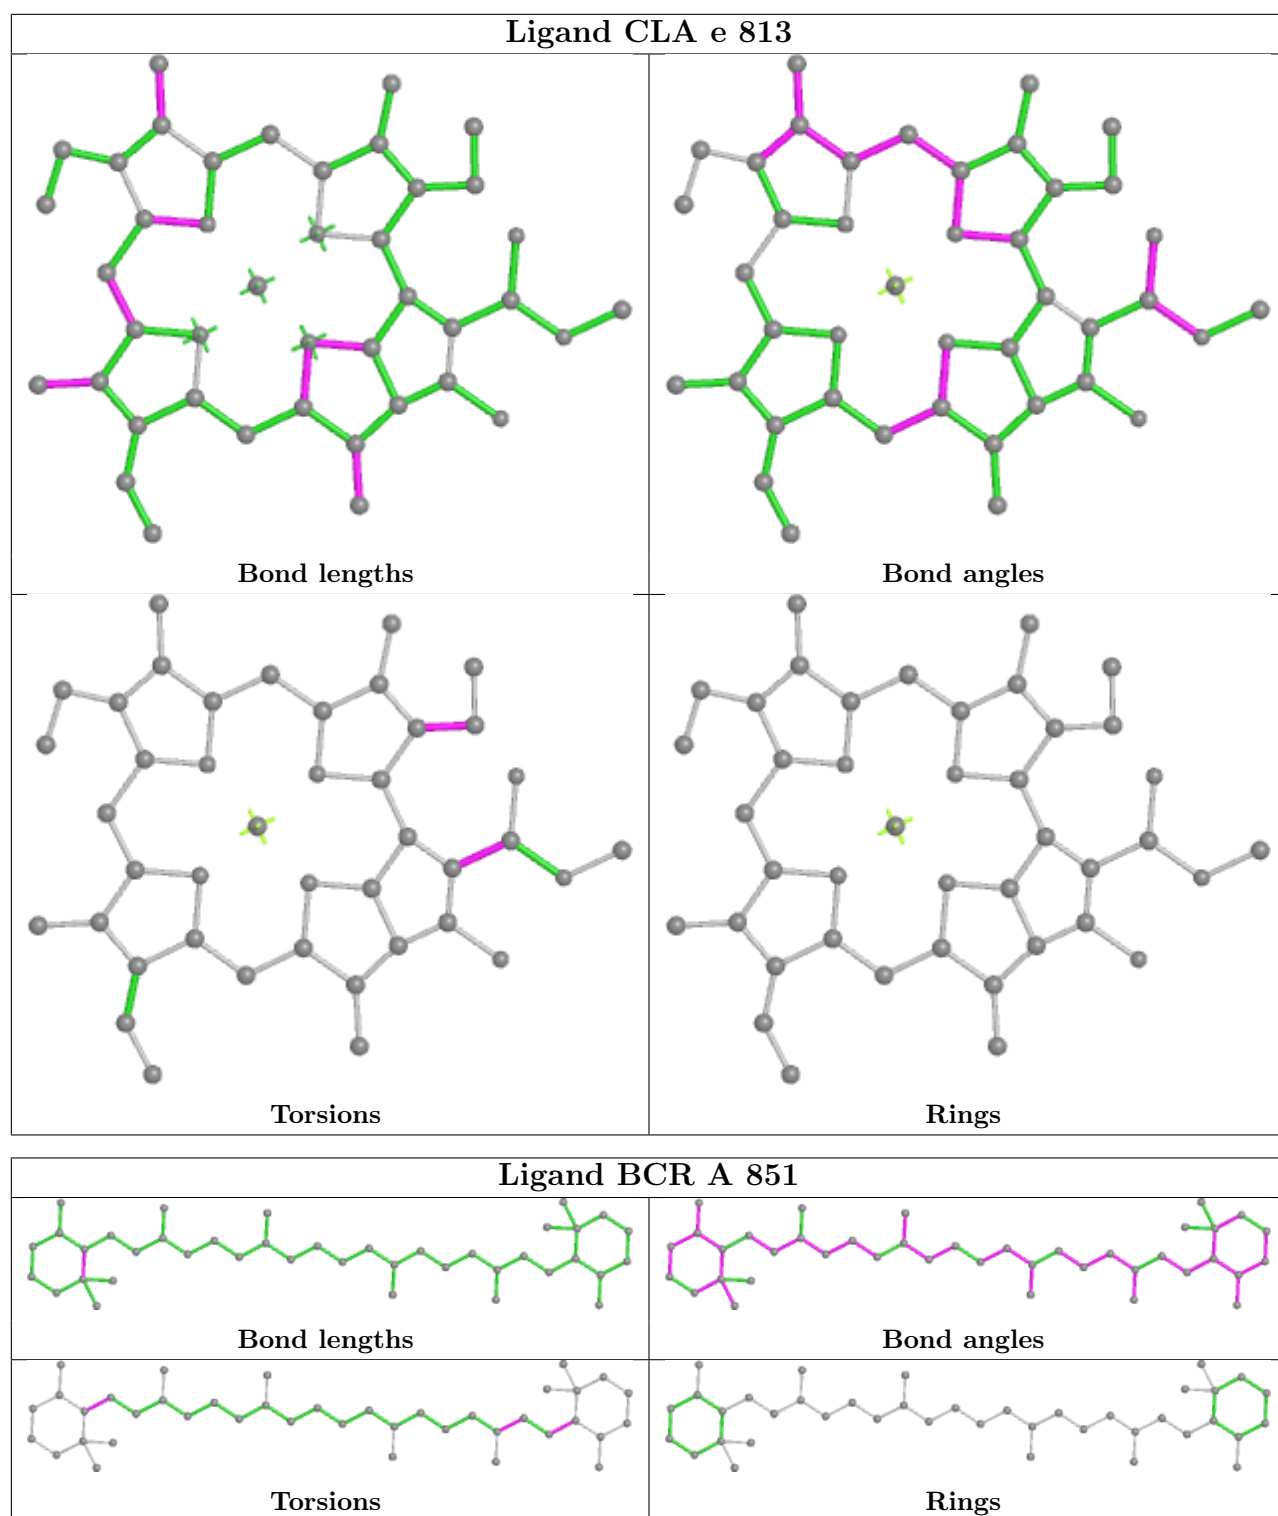 Ligand CLA e 813
Bond lengths
Bond angles
Torsions
Rings
Ligand BCR A 851
Bond lengths
Bond angles
Torsions
Rings